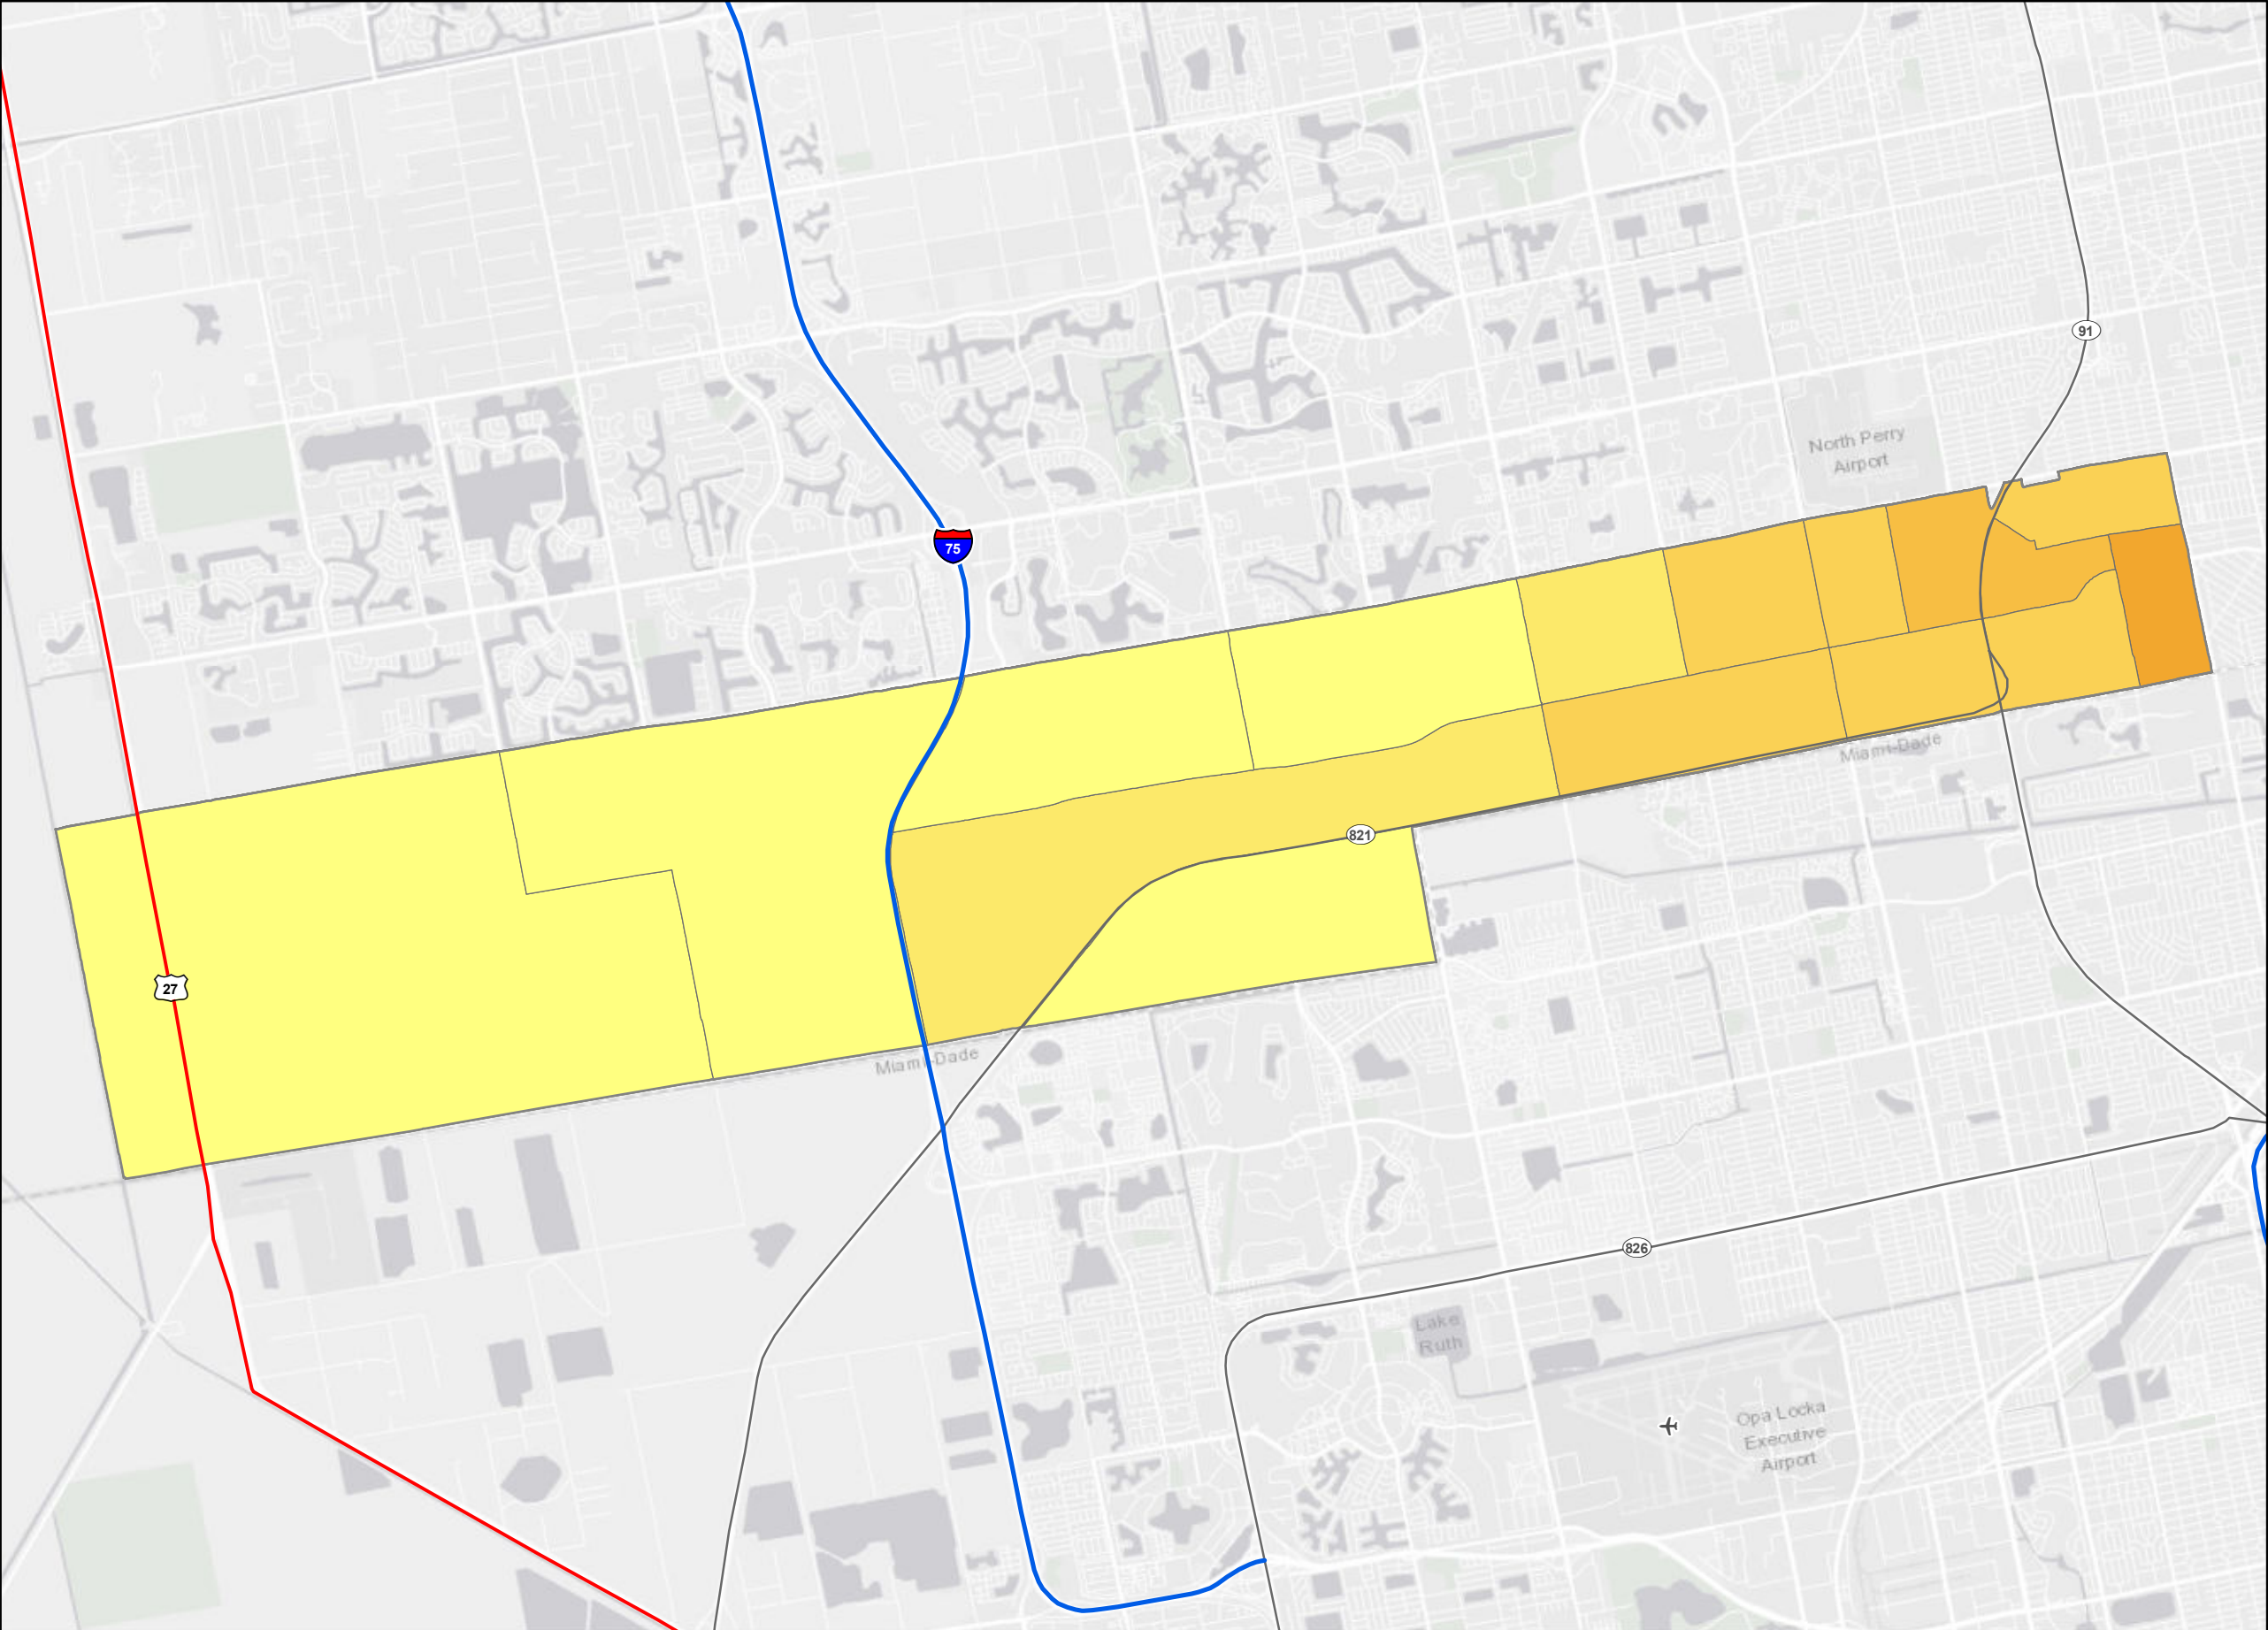 91
North Perry
Airport
75
Miami-Dade
821
27
Miami-Dade
826
Lake
Ruth
Opa Locka
Executive
Airport